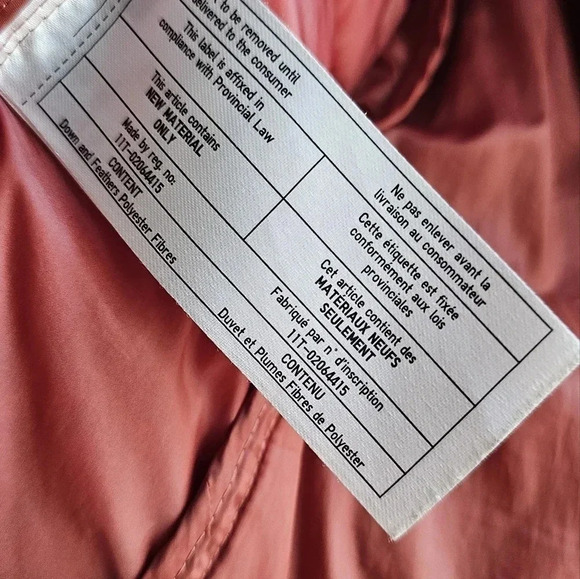 to be removed until
delivered to the consumer
This label is affixed in
compliance with Provincial Law
This article contains
NEW MATERIAL
ONLY
Made by reg. no:
11T-02064415
CONTENT
Down and Feathers Polyester Fibres
Ne pas enlever avant la
livraison au consommateur
Cette étiquette est fixée
conformément aux lois
provinciales
Cet article contient des
MATÉRIAUX NEUFS
SEULEMENT
Fabriqué par n° d'inscription
11T-02064415
CONTENU
Duvet et Plumes Fibres de Polyester